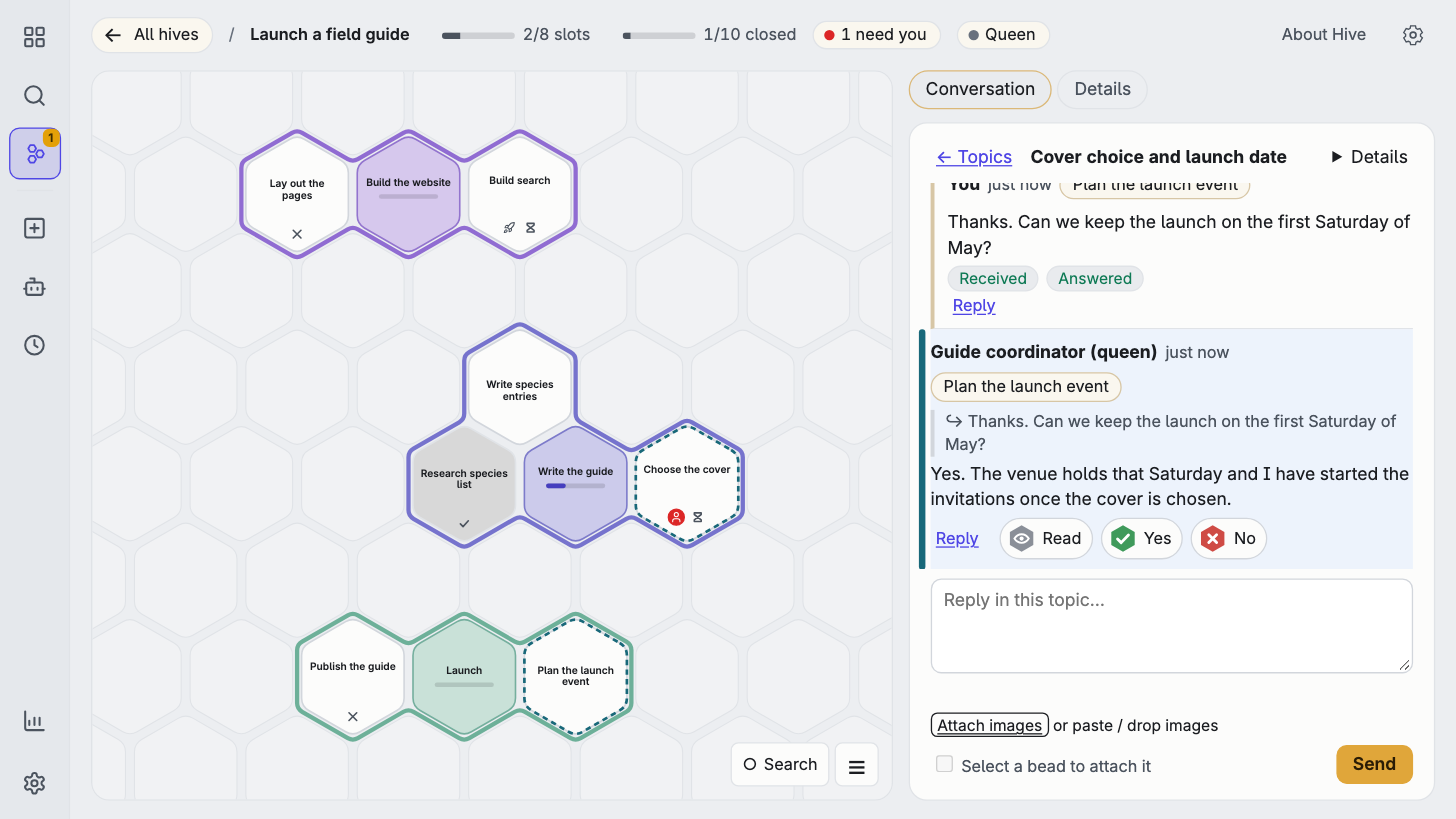 All hives / Launch a field guide 2/8 slots 1/10 closed 1 need you Queen About Hive
1
Lay out the
pages
Build the website
Build search
Write species
entries
Research species
list
Write the guide
Choose the cover
Publish the guide
Launch
Plan the launch
event
Search
Conversation Details
← Topics Cover choice and launch date Details
You just now Plan the launch event
Thanks. Can we keep the launch on the first Saturday of
May?
Received Answered
Reply
Guide coordinator (queen) just now
Plan the launch event
↪ Thanks. Can we keep the launch on the first Saturday of
May?
Yes. The venue holds that Saturday and I have started the
invitations once the cover is chosen.
Reply Read Yes No
Reply in this topic...
Attach images or paste / drop images
Select a bead to attach it Send